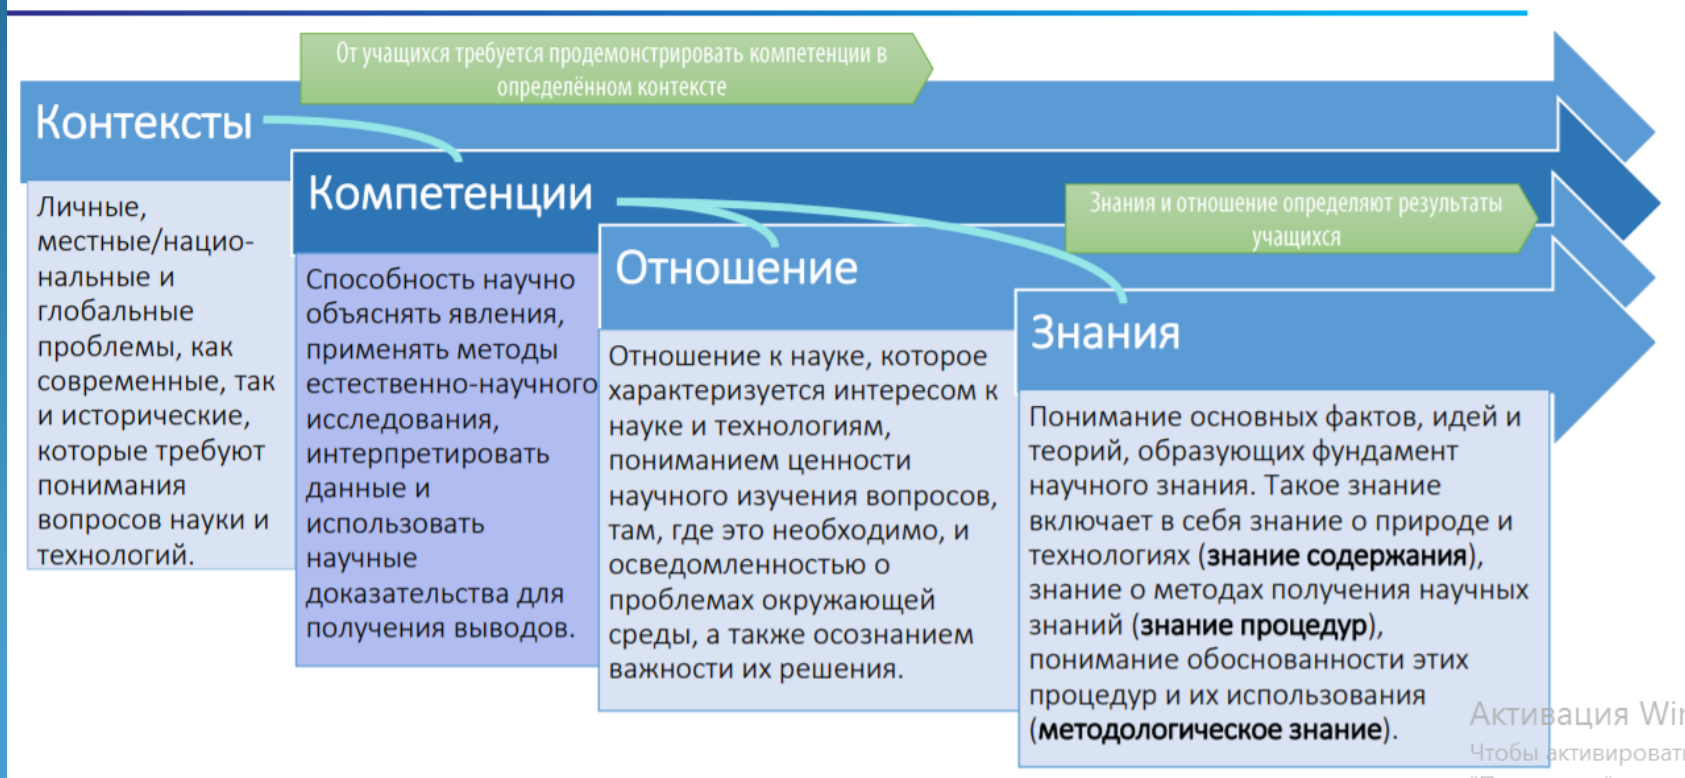 От учащихся требуется продемонстрировать компетенции в
определённом контексте
Контексты
Личные,
местные/нацио-
нальные и
глобальные
проблемы, как
современные, так
и исторические,
которые требуют
понимания
вопросов науки и
технологий.
Компетенции
Способность научно
объяснять явления,
применять методы
естественно-научного
исследования,
интерпретировать
данные и
использовать
научные
доказательства для
получения выводов.
Знания и отношение определяют результаты
учащихся
Отношение
Отношение к науке, которое
характеризуется интересом к
науке и технологиям,
пониманием ценности
научного изучения вопросов,
там, где это необходимо, и
осведомленностью о
проблемах окружающей
среды, а также осознанием
важности их решения.
Знания
Понимание основных фактов, идей и
теорий, образующих фундамент
научного знания. Такое знание
включает в себя знание о природе и
технологиях (знание содержания),
знание о методах получения научных
знаний (знание процедур),
понимание обоснованности этих
процедур и их использования
(методологическое знание).
Активация Win
Чтобы активировать